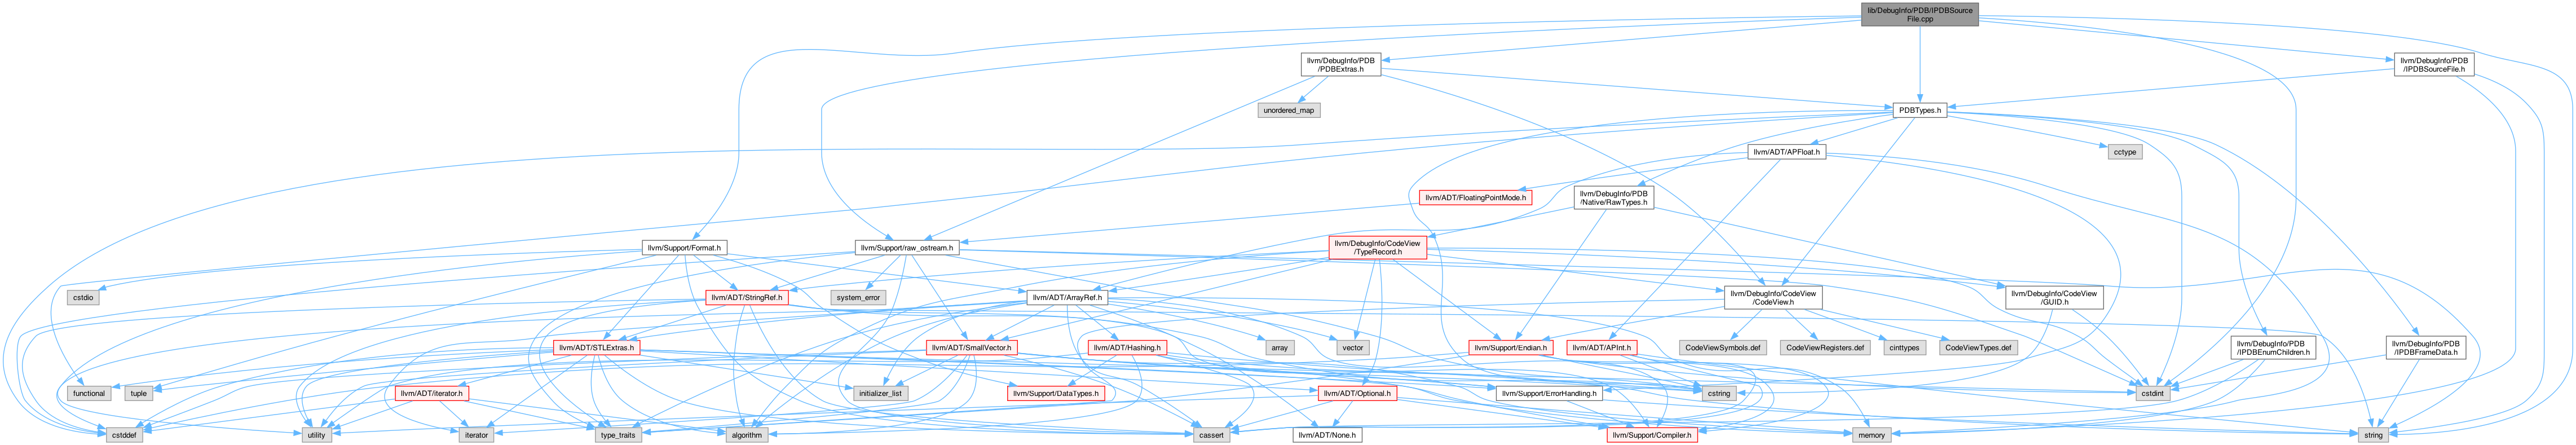 lib/DebugInfo/PDB/IPDBSource
File.cpp
llvm/DebugInfo/PDB
/PDBExtras.h
llvm/DebugInfo/PDB
/IPDBSourceFile.h
unordered_map
PDBTypes.h
llvm/ADT/APFloat.h
cctype
llvm/ADT/FloatingPointMode.h
llvm/DebugInfo/PDB
/Native/RawTypes.h
llvm/Support/Format.h
llvm/Support/raw_ostream.h
llvm/DebugInfo/CodeView
/TypeRecord.h
cstdio
llvm/ADT/StringRef.h
system_error
llvm/ADT/ArrayRef.h
llvm/DebugInfo/CodeView
/CodeView.h
llvm/DebugInfo/CodeView
/GUID.h
llvm/ADT/STLExtras.h
llvm/ADT/SmallVector.h
llvm/ADT/Hashing.h
array
vector
llvm/Support/Endian.h
llvm/ADT/APInt.h
CodeViewSymbols.def
CodeViewRegisters.def
cinttypes
CodeViewTypes.def
llvm/DebugInfo/PDB
/IPDBEnumChildren.h
llvm/DebugInfo/PDB
/IPDBFrameData.h
functional
tuple
llvm/ADT/iterator.h
initializer_list
llvm/Support/DataTypes.h
llvm/ADT/Optional.h
llvm/Support/ErrorHandling.h
cstring
cstdint
cstddef
utility
iterator
type_traits
algorithm
cassert
llvm/ADT/None.h
llvm/Support/Compiler.h
memory
string